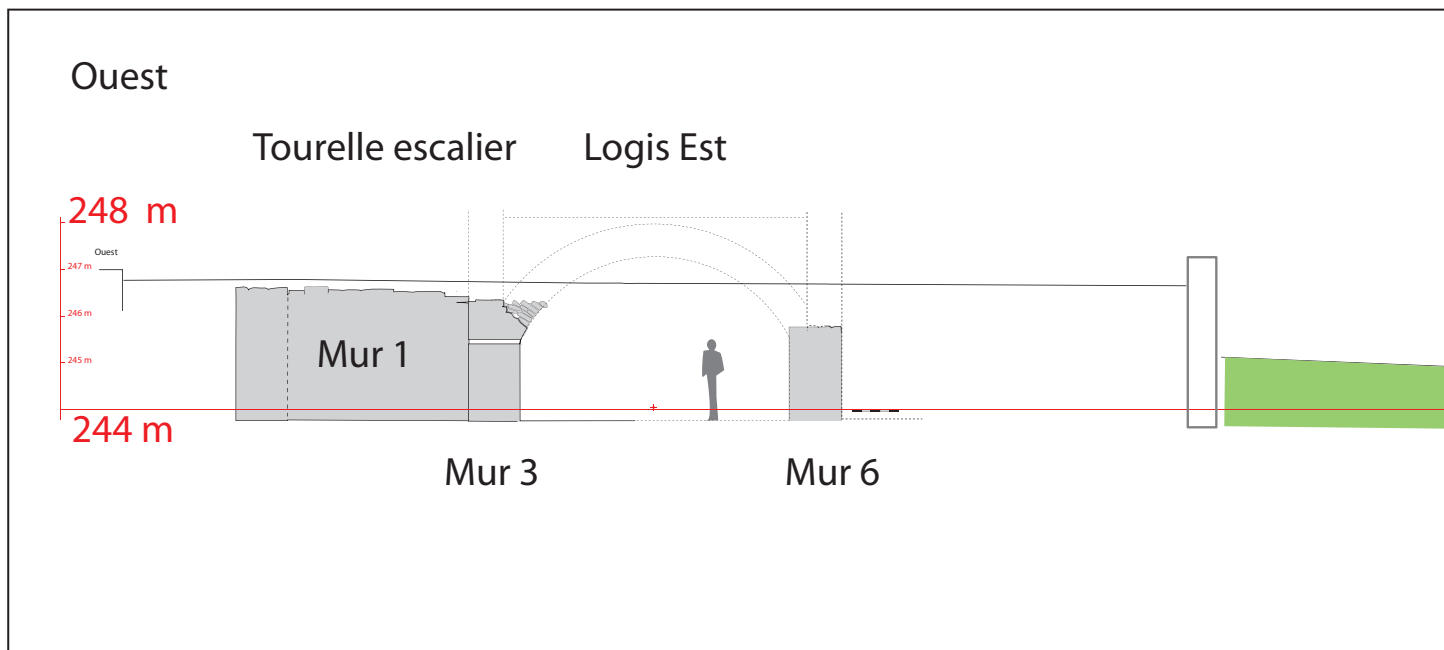 Ouest
Tourelle escalier Logis Est
248 m
Ouest
247 m
246 m
Mur 1
245 m
244 m
Mur 3 Mur 6